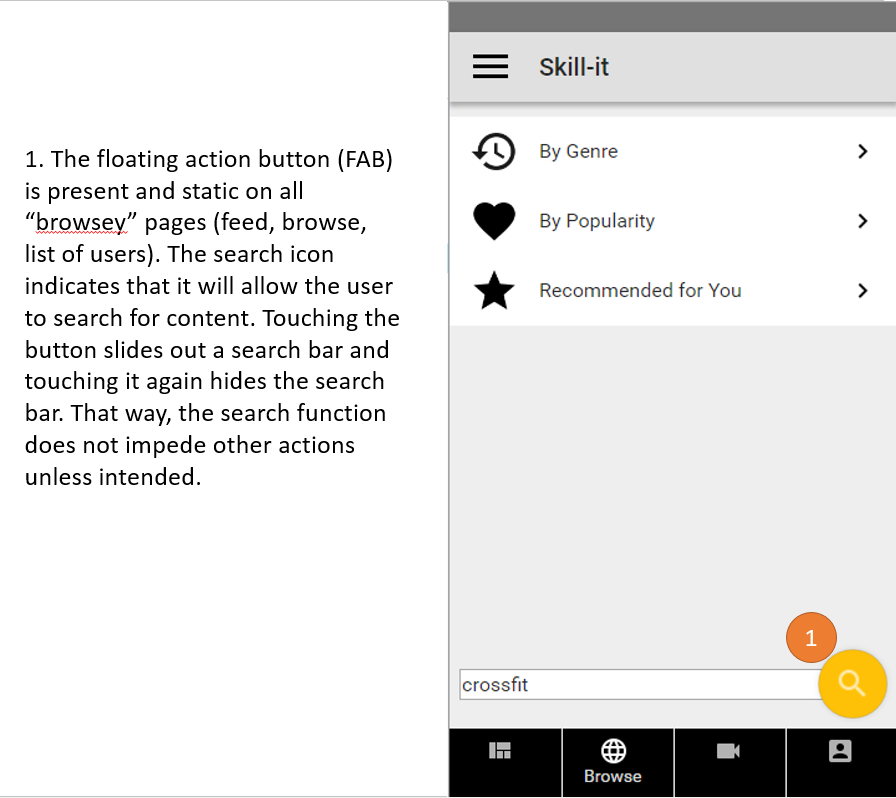 1. The floating action button (FAB)
is present and static on all
“browsey” pages (feed, browse,
list of users). The search icon
indicates that it will allow the user
to search for content. Touching the
button slides out a search bar and
touching it again hides the search
bar. That way, the search function
does not impede other actions
unless intended.
Skill-it
By Genre
By Popularity
Recommended for You
1
crossfit
Browse